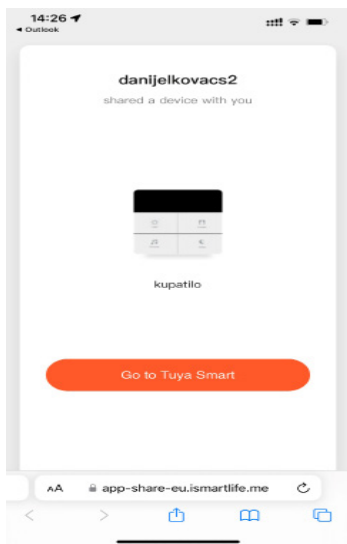 14:26
◂ Outlook
danijelkovacs2
shared a device with you
kupatilo
Go to Tuya Smart
AA
app-share-eu.ismartlife.me